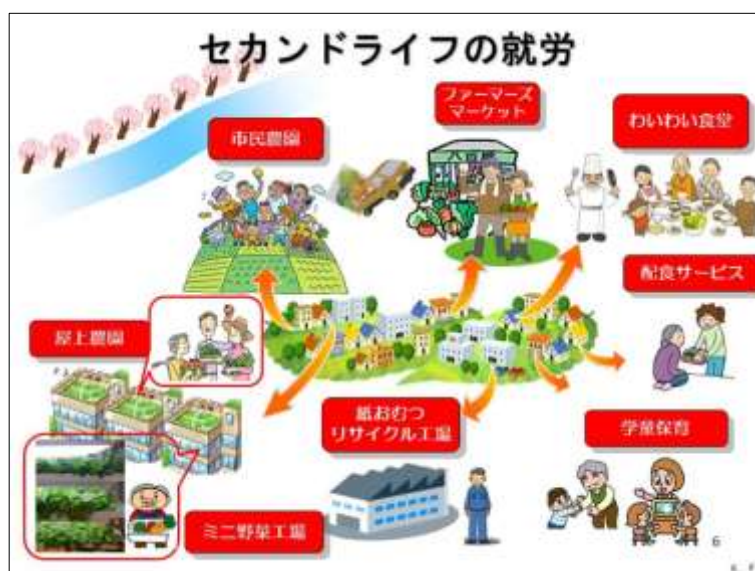 セカンドライフの就労
ファーマーズ
マーケット
わいわい食堂
市民農園
配食サービス
屋上農園
紙おむつ
リサイクル工場
学童保育
ミニ野菜工場
6